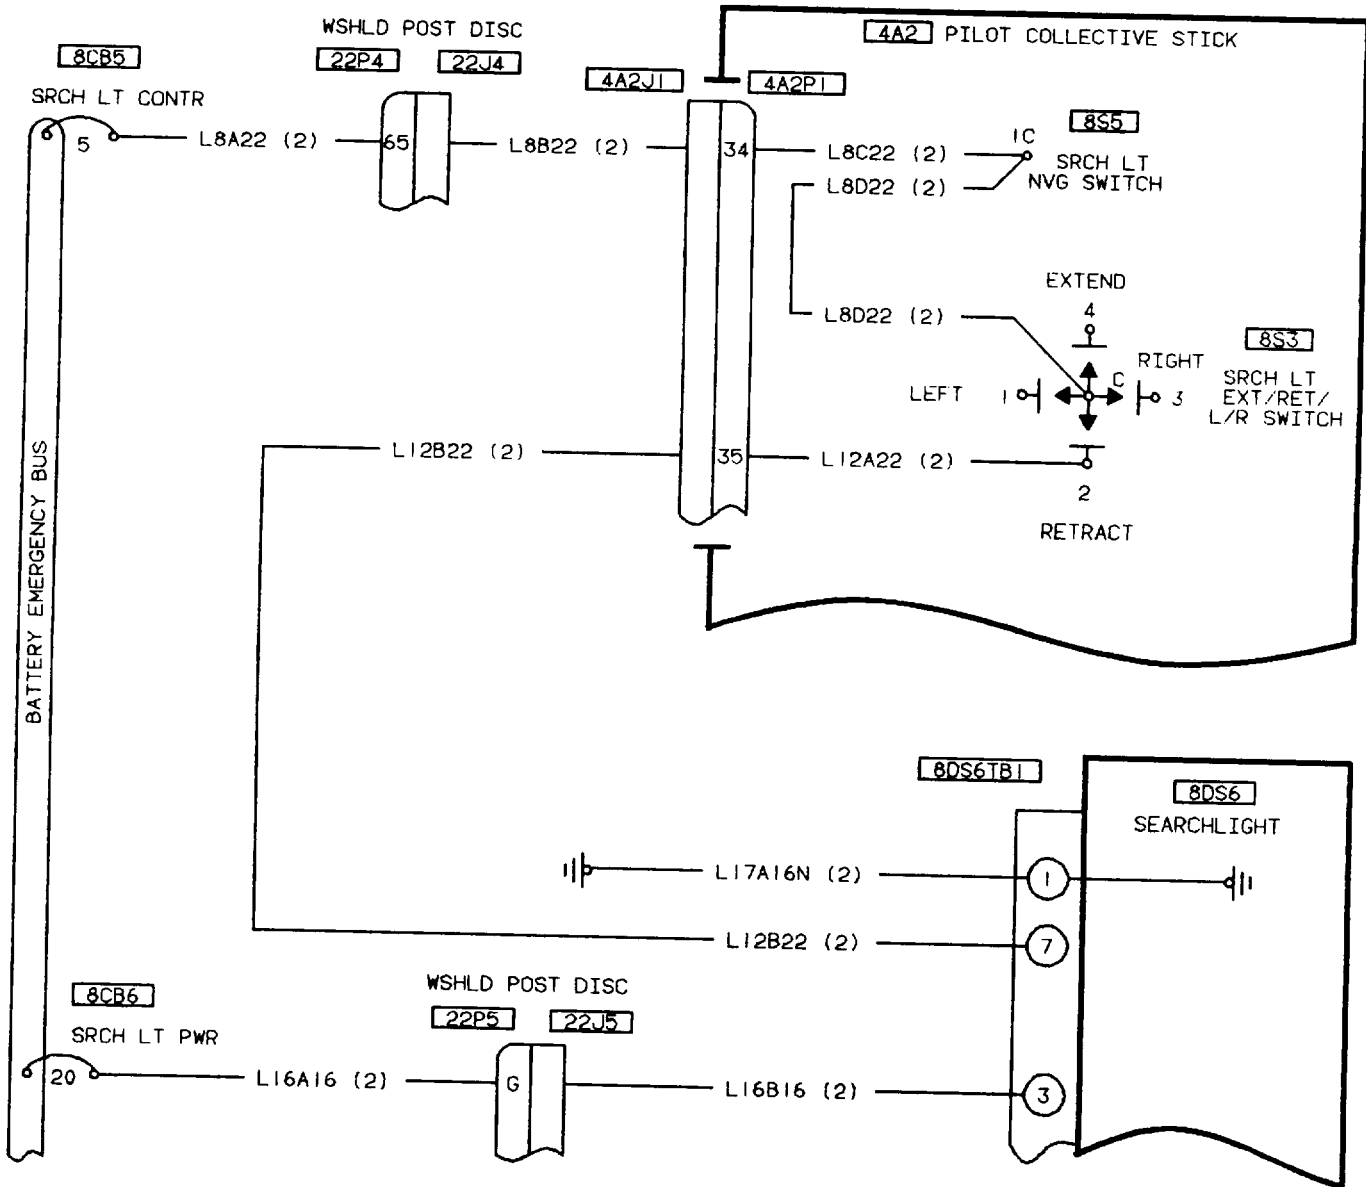 WSHLD POST DISC
8CB5
22P4
22J4
4A2J1
4A2P1
4A2 PILOT COLLECTIVE STICK
SRCH LT CONTR
5
L8A22 (2)
65
L8B22 (2)
34
L8C22 (2)
1C
8S5
SRCH LT
NVG SWITCH
L8D22 (2)
EXTEND
4
L8D22 (2)
8S3
LEFT
1
C
RIGHT
3
SRCH LT
EXT/RET/
L/R SWITCH
L12B22 (2)
35
L12A22 (2)
2
RETRACT
BATTERY EMERGENCY BUS
8DS6TB1
8DS6
SEARCHLIGHT
L17A16N (2)
1
L12B22 (2)
7
8CB6
SRCH LT PWR
WSHLD POST DISC
22P5
22J5
20
L16A16 (2)
G
L16B16 (2)
3